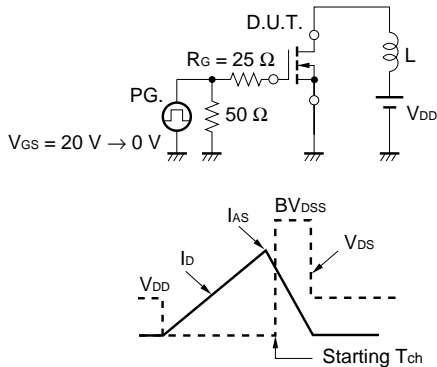 D.U.T.
RG = 25 Ω
L
PG.
50 Ω
VDD
VGS = 20 V → 0 V
BVDSS
IAS
ID
VDS
VDD
Starting Tch